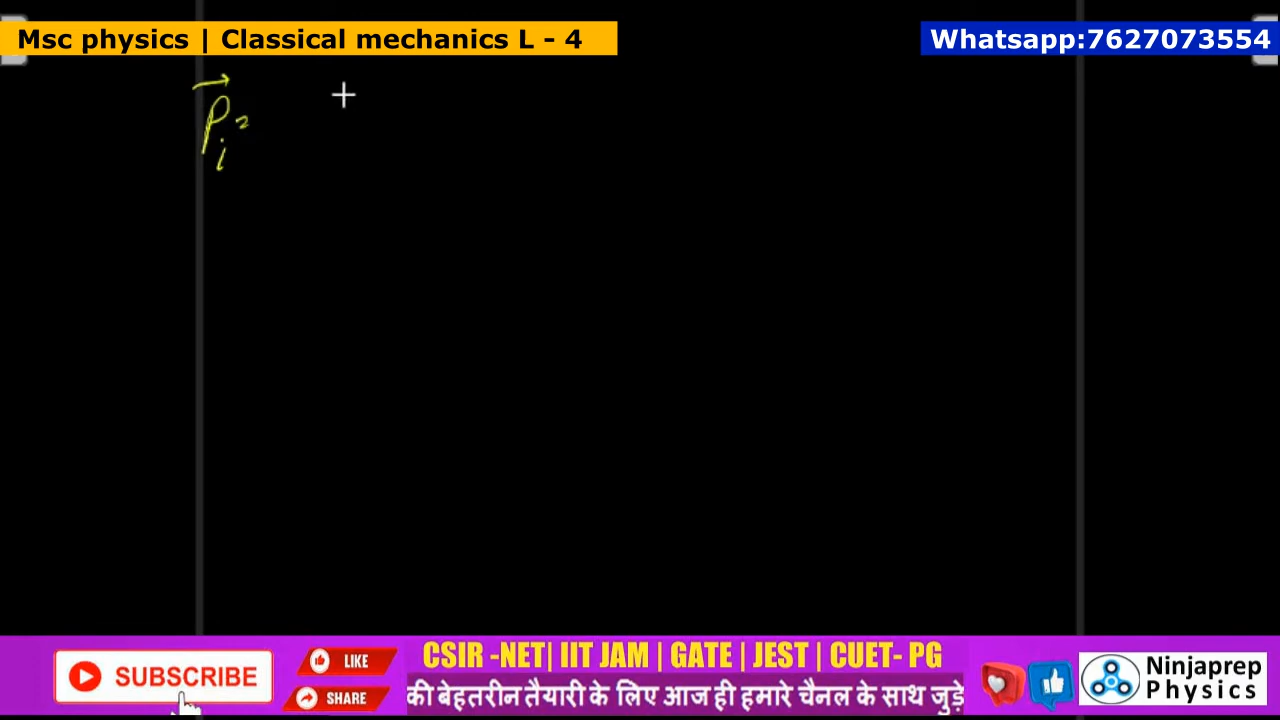 Msc physics | Classical mechanics L - 4
Whatsapp:7627073554
→
P =
i
SUBSCRIBE
LIKE
SHARE
CSIR -NET| IIT JAM | GATE | JEST | CUET- PG
की बेहतरीन तैयारी के लिए आज ही हमारे चैनल के साथ जुड़े
Ninjaprep
Physics